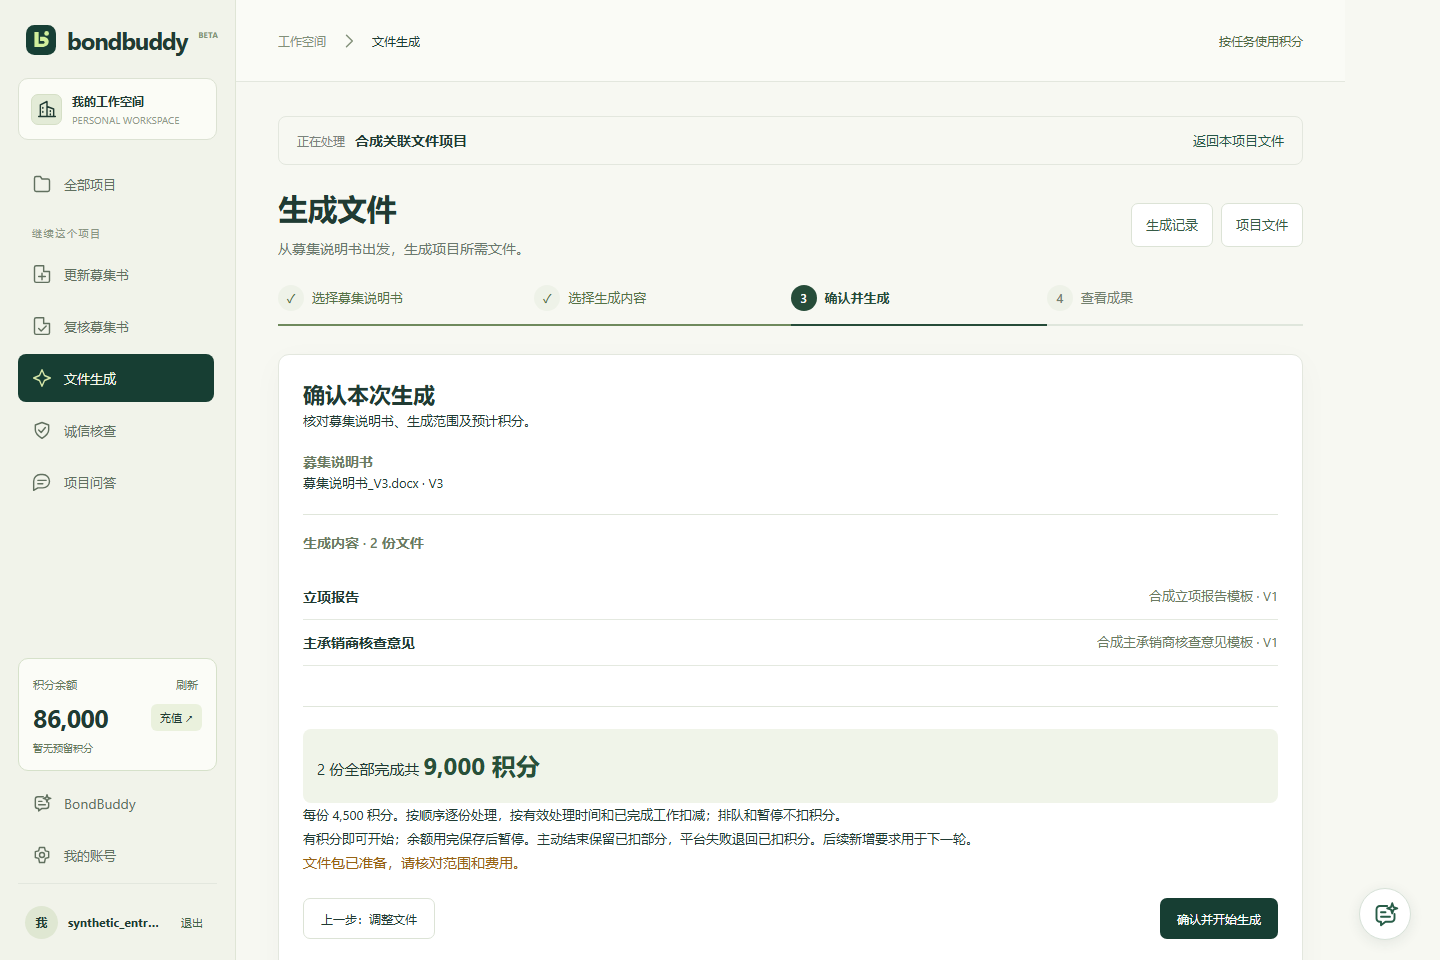 bondbuddy BETA
我的工作空间
PERSONAL WORKSPACE
全部项目
继续这个项目
更新募集书
复核募集书
文件生成
诚信核查
项目问答
积分余额 刷新
86,000 充值 ↗
暂无预留积分
BondBuddy
我的账号
我 synthetic_entr... 退出
工作空间 文件生成 按任务使用积分
正在处理 合成关联文件项目 返回本项目文件
生成文件
从募集说明书出发，生成项目所需文件。
生成记录 项目文件
✓ 选择募集说明书 ✓ 选择生成内容 3 确认并生成 4 查看成果
确认本次生成
核对募集说明书、生成范围及预计积分。
募集说明书
募集说明书_V3.docx · V3
生成内容 · 2 份文件
立项报告 合成立项报告模板 · V1
主承销商核查意见 合成主承销商核查意见模板 · V1
2 份全部完成共 9,000 积分
每份 4,500 积分。按顺序逐份处理，按有效处理时间和已完成工作扣减；排队和暂停不扣积分。
有积分即可开始；余额用完保存后暂停。主动结束保留已扣部分，平台失败退回已扣积分。后续新增要求用于下一轮。
文件包已准备，请核对范围和费用。
上一步：调整文件 确认并开始生成